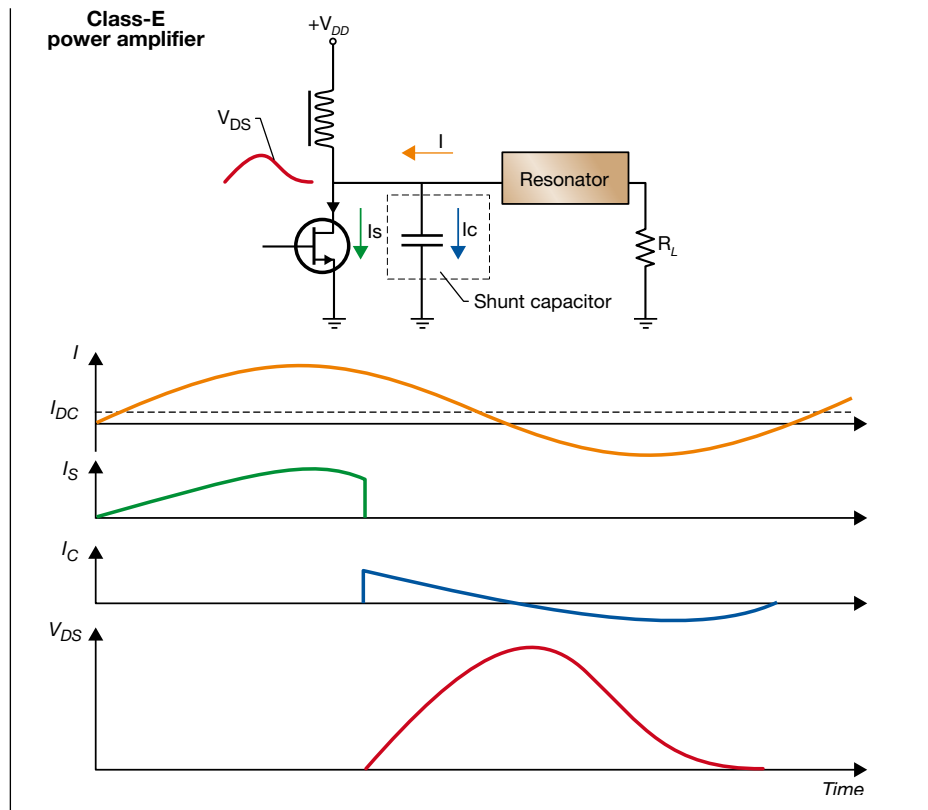 Class-E
power amplifier
+VDD
VDS
I
Resonator
Is
Ic
RL
Shunt capacitor
I
IDC
IS
IC
VDS
Time